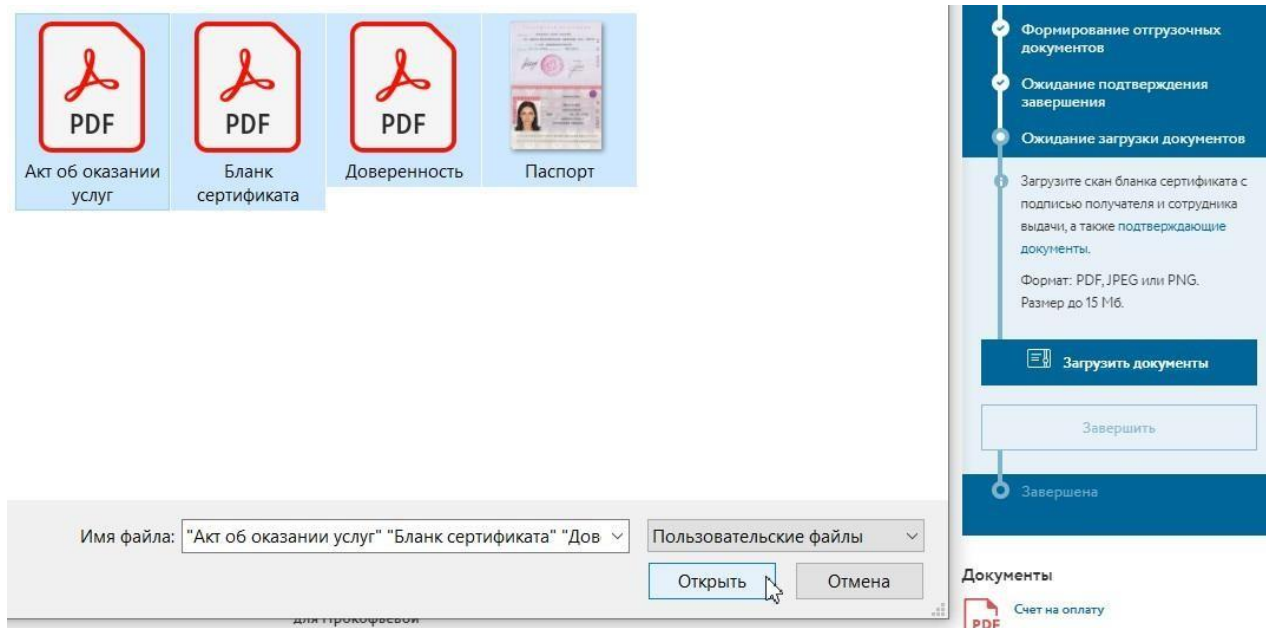 PDF
PDF
PDF
Акт об оказании
услуг
Бланк
сертификата
Доверенность
Паспорт
Имя файла:
"Акт об оказании услуг" "Бланк сертификата" "Дов
Пользовательские файлы
Открыть
Отмена
для Прокофьевой
Формирование отгрузочных
документов
Ожидание подтверждения
завершения
Ожидание загрузки документов
Загрузите скан бланка сертификата с
подписью получателя и сотрудника
выдачи, а также подтверждающие
документы.
Формат: PDF, JPEG или PNG.
Размер до 15 Мб.
Загрузить документы
Завершить
Завершена
Документы
PDF
Счет на оплату